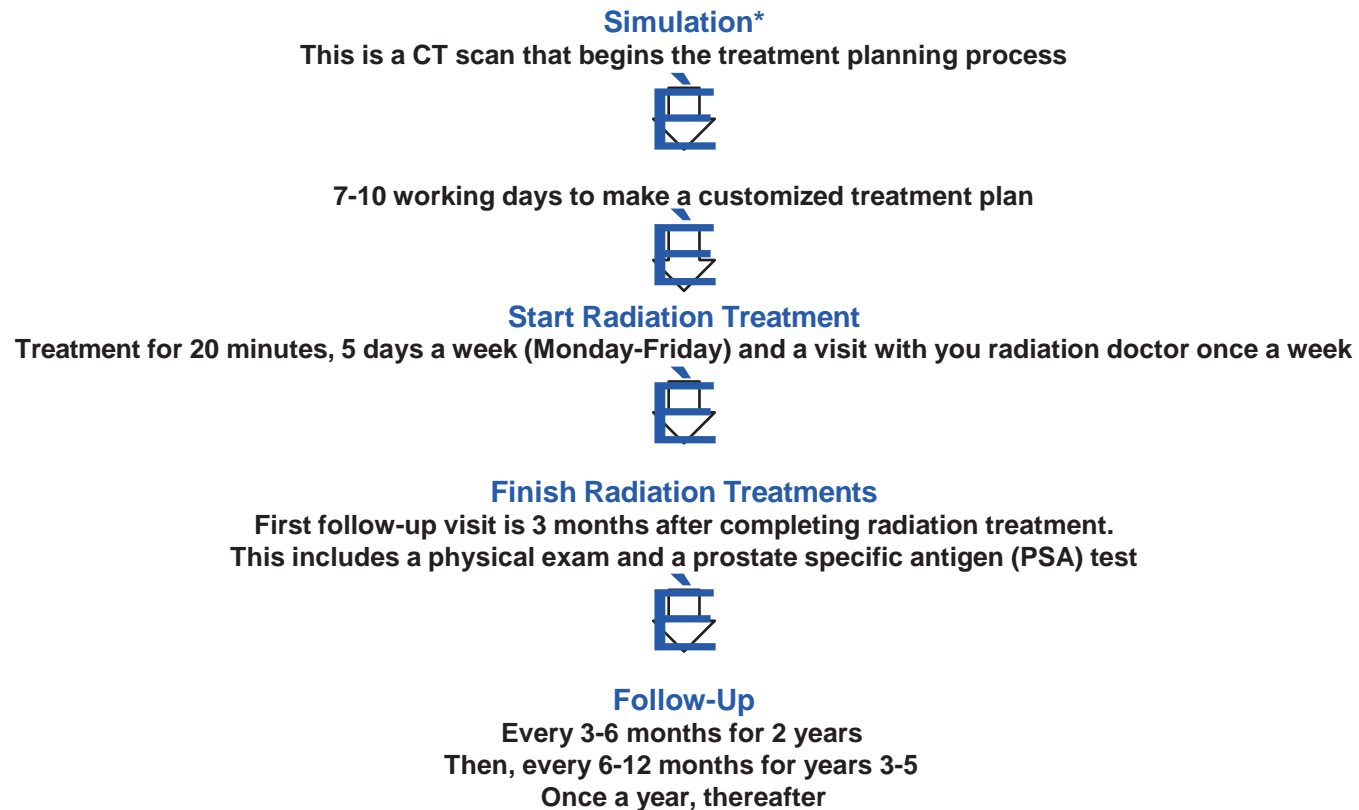 Simulation*
This is a CT scan that begins the treatment planning process
È
7-10 working days to make a customized treatment plan
È
Start Radiation Treatment
Treatment for 20 minutes, 5 days a week (Monday-Friday) and a visit with you radiation doctor once a week
È
Finish Radiation Treatments
First follow-up visit is 3 months after completing radiation treatment.
This includes a physical exam and a prostate specific antigen (PSA) test
È
Follow-Up
Every 3-6 months for 2 years
Then, every 6-12 months for years 3-5
Once a year, thereafter